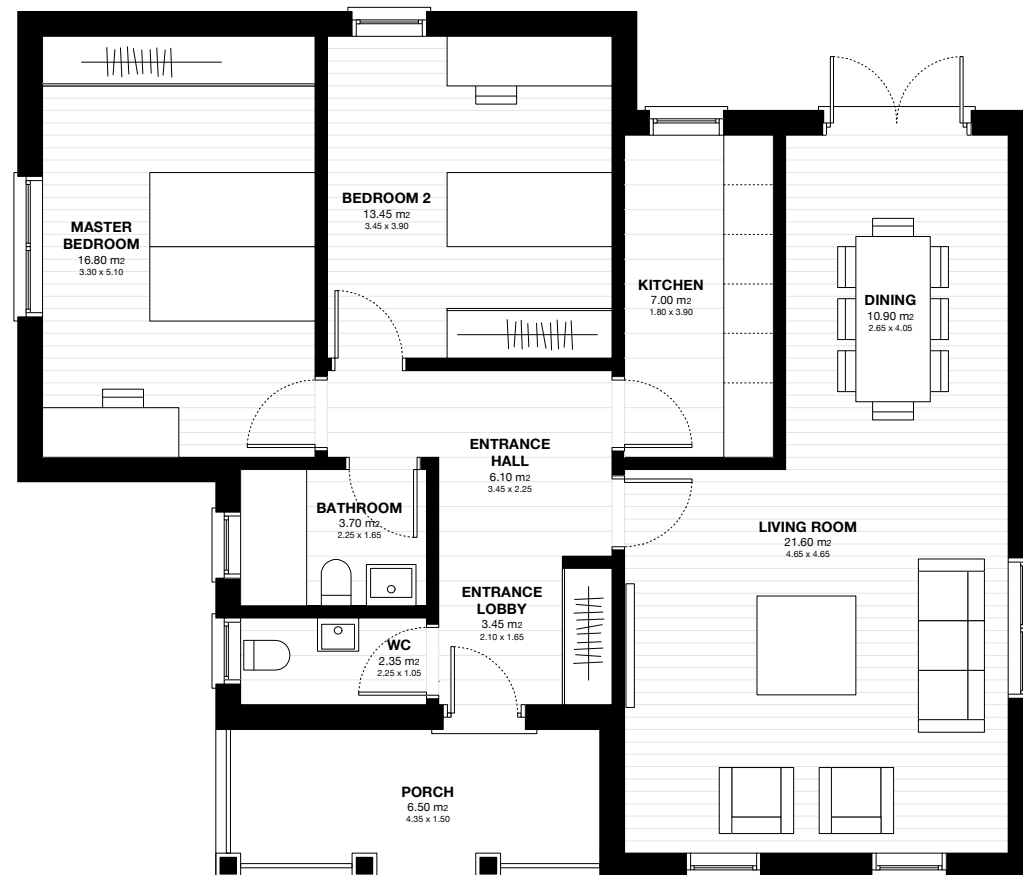 MASTER
BEDROOM
16.80 m2
3.30 x 5.10
BEDROOM 2
13.45 m2
3.45 x 3.90
KITCHEN
7.00 m2
1.80 x 3.90
DINING
10.90 m2
2.65 x 4.05
ENTRANCE
HALL
6.10 m2
3.45 x 2.25
BATHROOM
3.70 m2
2.25 x 1.65
LIVING ROOM
21.60 m2
4.65 x 4.65
ENTRANCE
LOBBY
3.45 m2
2.10 x 1.65
WC
2.35 m2
2.25 x 1.05
PORCH
6.50 m2
4.35 x 1.50